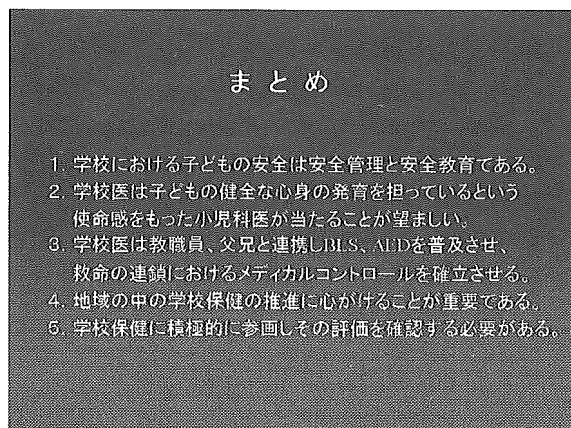 まとめ
1. 学校における子どもの安全は安全管理と安全教育である。
2. 学校医は子どもの健全な心身の発育を担っているという
使命感をもった小児科医が当たることが望ましい。
3. 学校医は教職員、父兄と連携しBLS、AEDを普及させ、
救命の連鎖におけるメディカルコントロールを確立させる。
4. 地域の中の学校保健の推進に心がけることが重要である。
5. 学校保健に積極的に参画しその評価を確認する必要がある。